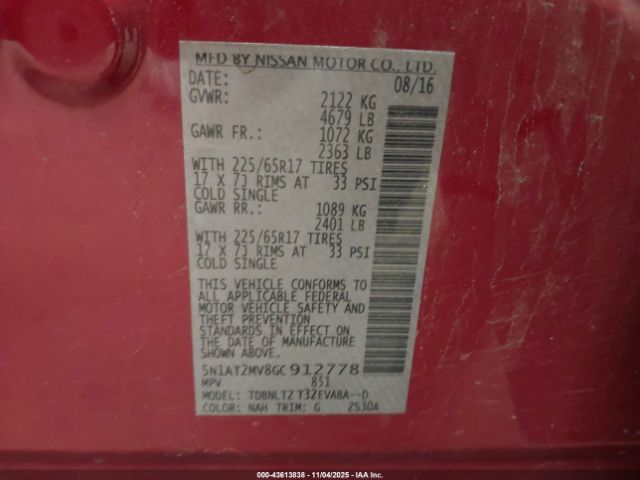 MFD BY NISSAN MOTOR CO., LTD.
DATE: 08/16
GVWR: 2122 KG
4679 LB
GAWR FR.: 1072 KG
2363 LB
WITH 225/65R17 TIRES
17 X 7J RIMS AT 33 PSI
COLD SINGLE
GAWR RR.: 1089 KG
2401 LB
WITH 225/65R17 TIRES
17 X 7J RIMS AT 33 PSI
COLD SINGLE
THIS VEHICLE CONFORMS TO
ALL APPLICABLE FEDERAL
MOTOR VEHICLE SAFETY AND
THEFT PREVENTION
STANDARDS IN EFFECT ON
THE DATE OF MANUFACTURE
SHOWN ABOVE.
5N1AT2MV8GC912778
MPV 851
MODEL: TDBNLTZ T32EVABA--D
COLOR: NAH TRIM: G 2530A
000-43613838 - 11/04/2025 - IAA Inc.